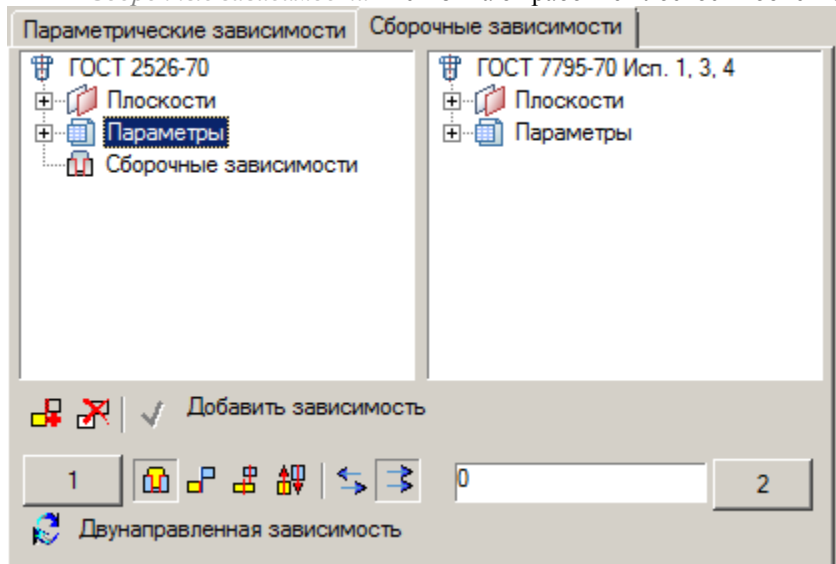 Параметрические зависимости Сборочные зависимости
ГОСТ 2526-70
Плоскости
Параметры
Сборочные зависимости
ГОСТ 7795-70 Исп. 1, 3, 4
Плоскости
Параметры
Добавить зависимость
1 0 2
Двунаправленная зависимость